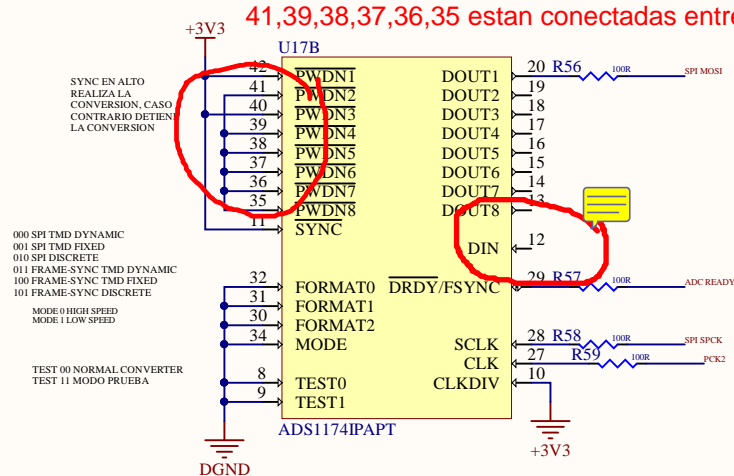 41,39,38,37,36,35 estan conectadas entre
+3V3
U17B
SYNC EN ALTO
REALIZA LA
CONVERSION, CASO
CONTRARIO DETIEN
LA CONVERSION
42 PWDN1
41 PWDN2
40 PWDN3
39 PWDN4
38 PWDN5
37 PWDN6
36 PWDN7
35 PWDN8
11 SYNC
DOUT1 20 R56 100R SPI MOSI
DOUT2 19
DOUT3 18
DOUT4 17
DOUT5 16
DOUT6 15
DOUT7 14
DOUT8 13
DIN 12
000 SPI TMD DYNAMIC
001 SPI TMD FIXED
010 SPI DISCRETE
011 FRAME-SYNC TMD DYNAMIC
100 FRAME-SYNC TMD FIXED
101 FRAME-SYNC DISCRETE
MODE 0 HIGH SPEED
MODE 1 LOW SPEED
TEST 00 NORMAL CONVERTER
TEST 11 MODO PRUEBA
32 FORMAT0
31 FORMAT1
30 FORMAT2
34 MODE
8 TEST0
9 TEST1
DRDY/FSYNC 29 R57 100R ADC READY
SCLK 28 R58 100R SPI SPCK
CLK 27 R59 100R PCK2
CLKDIV 10
ADS1174IPAPT
+3V3
DGND